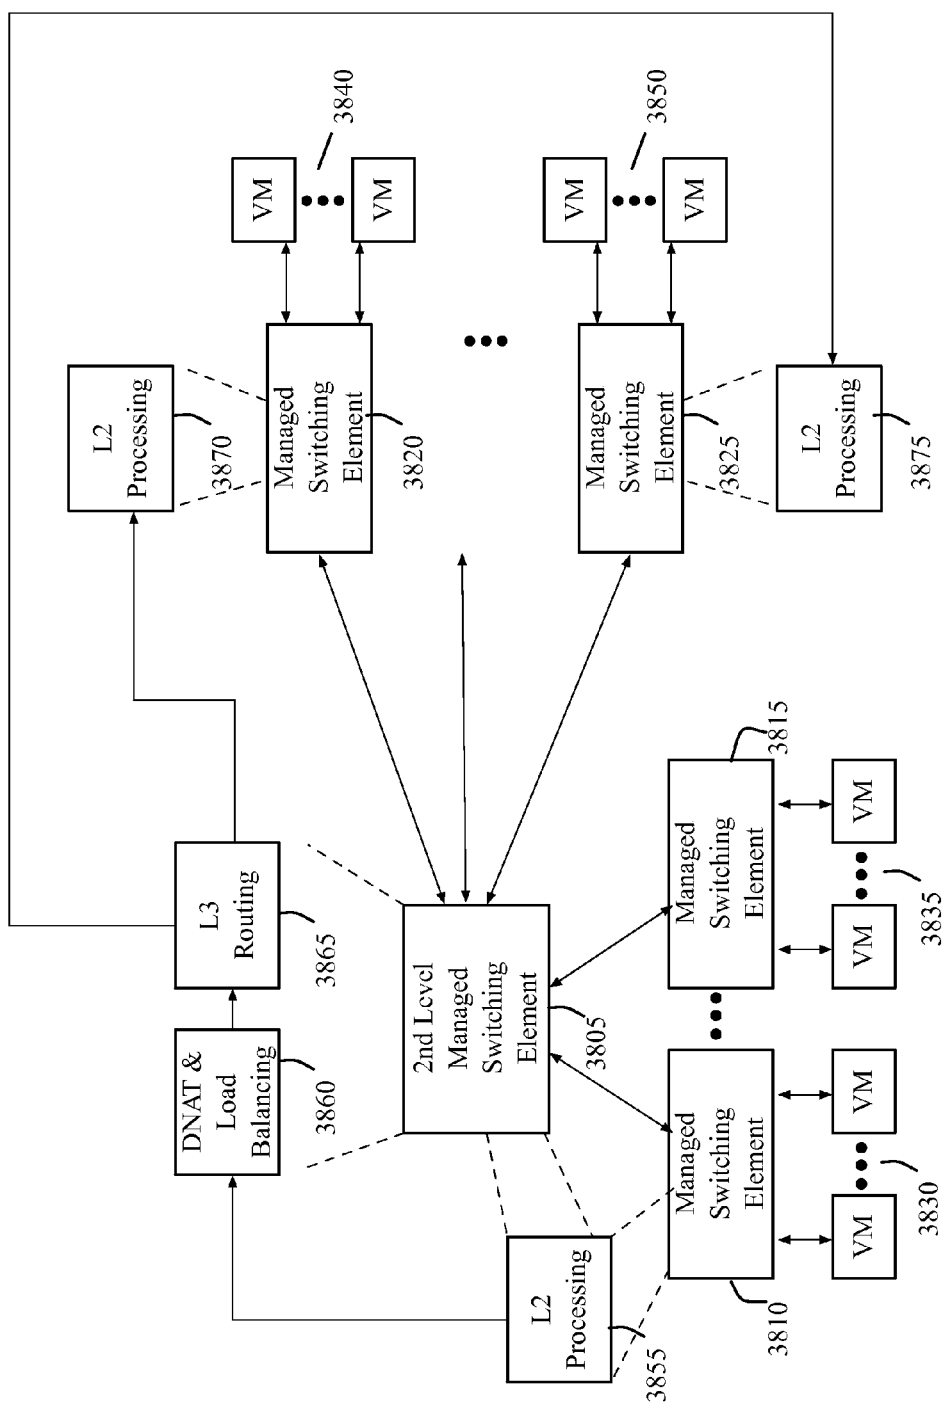 L2
Processing
3870
DNAT &
Load
Balancing
3860
L3
Routing
3865
Managed
Switching
Element
3820
VM
VM
3840
2nd Level
Managed
Switching
Element
3805
L2
Processing
3855
Managed
Switching
Element
3825
VM
VM
3850
Managed
Switching
Element
3810
Managed
Switching
Element
3815
L2
Processing
3875
VM
VM
3830
VM
VM
3835